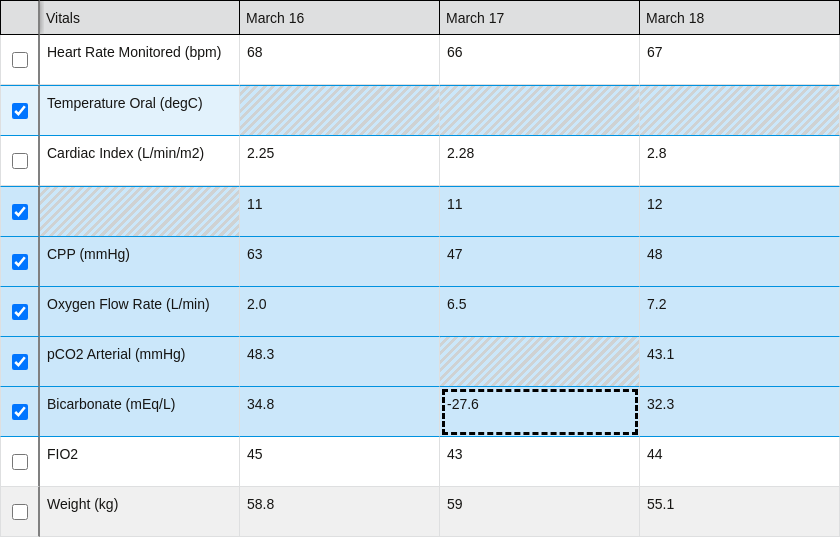 Vitals March 16 March 17 March 18
Heart Rate Monitored (bpm) 68 66 67
Temperature Oral (degC)
Cardiac Index (L/min/m2) 2.25 2.28 2.8
11 11 12
CPP (mmHg) 63 47 48
Oxygen Flow Rate (L/min) 2.0 6.5 7.2
pCO2 Arterial (mmHg) 48.3 43.1
Bicarbonate (mEq/L) 34.8 -27.6 32.3
FIO2 45 43 44
Weight (kg) 58.8 59 55.1